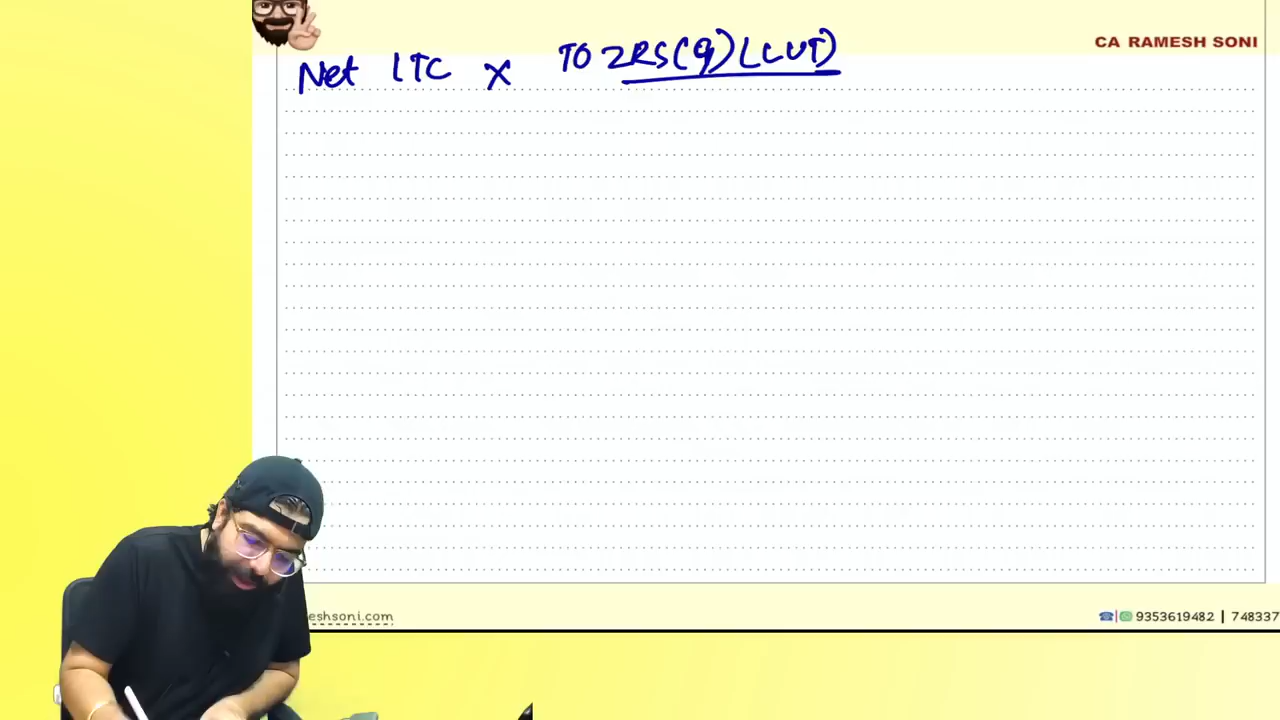 CA RAMESH SONI
Net ITC × TO ZRS(G) (LUT)
eshsoni.com
9353619482 | 748337